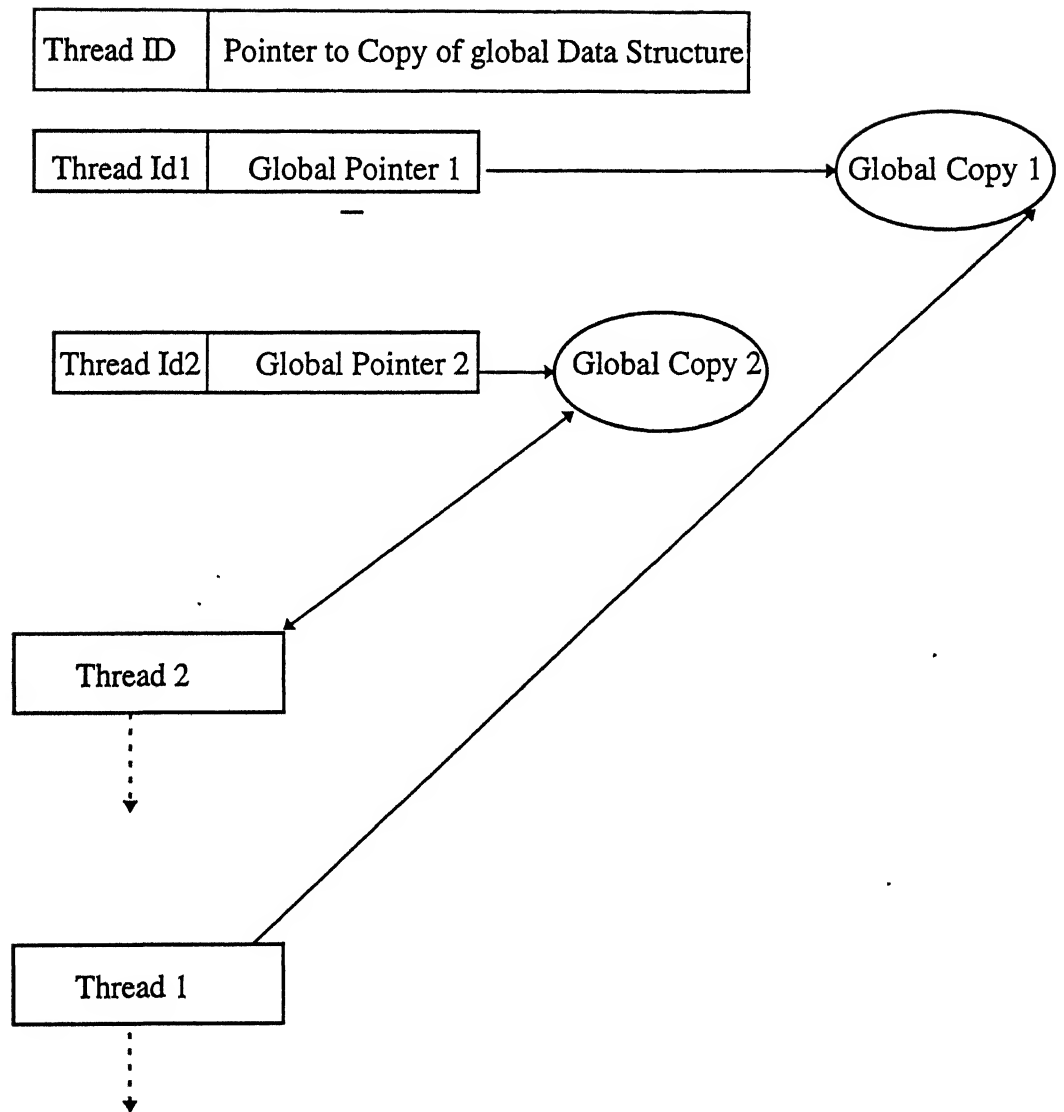 Thread ID Pointer to Copy of global Data Structure
Thread Id1 Global Pointer 1 Global Copy 1
Thread Id2 Global Pointer 2 Global Copy 2
Thread 2
Thread 1